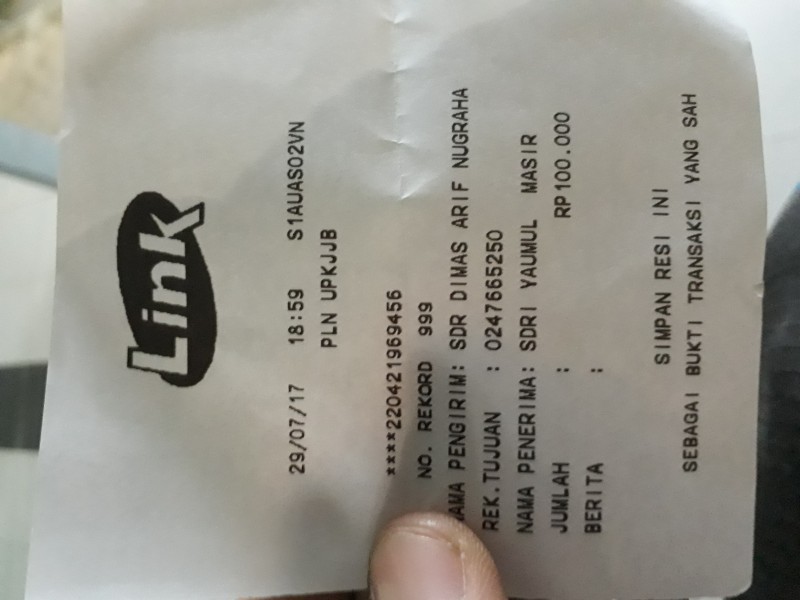 Link
29/07/17 18:59 S1AUAS02VN
PLN UPKJJB
****220421969456
NO. REKORD 999
AMA PENGIRIM: SDR DIMAS ARIF NUGRAHA
REK.TUJUAN : 0247665250
NAMA PENERIMA: SDRI YAUMUL MASIR
JUMLAH : RP100.000
BERITA :
SIMPAN RESI INI
SEBAGAI BUKTI TRANSAKSI YANG SAH